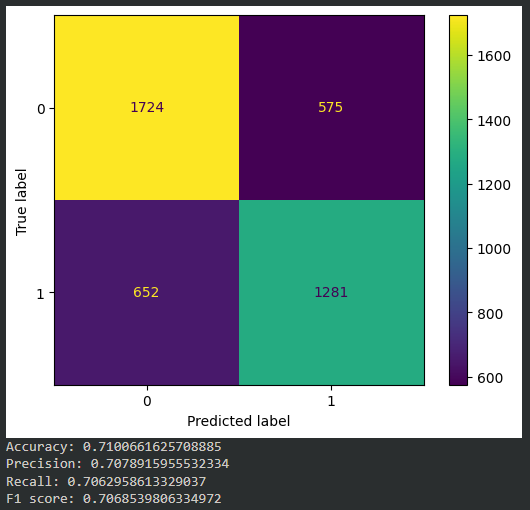 1600
1724
575
0
1400
1200
True label
1000
652
1281
1
800
600
0
1
Predicted label
Accuracy: 0.7100661625708885
Precision: 0.7078915955532334
Recall: 0.7062958613329037
F1 score: 0.7068539806334972